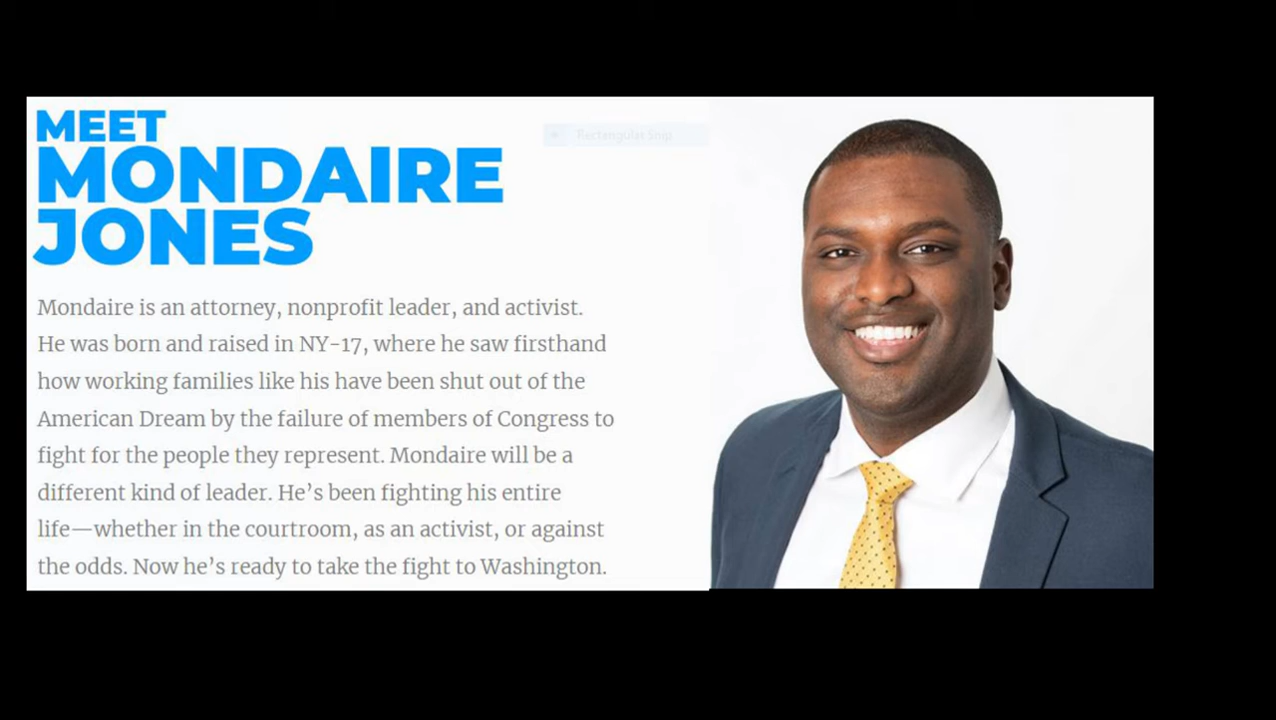 MEET
MONDAIRE
JONES
Rectangular Snip
Mondaire is an attorney, nonprofit leader, and activist.
He was born and raised in NY-17, where he saw firsthand
how working families like his have been shut out of the
American Dream by the failure of members of Congress to
fight for the people they represent. Mondaire will be a
different kind of leader. He’s been fighting his entire
life—whether in the courtroom, as an activist, or against
the odds. Now he’s ready to take the fight to Washington.